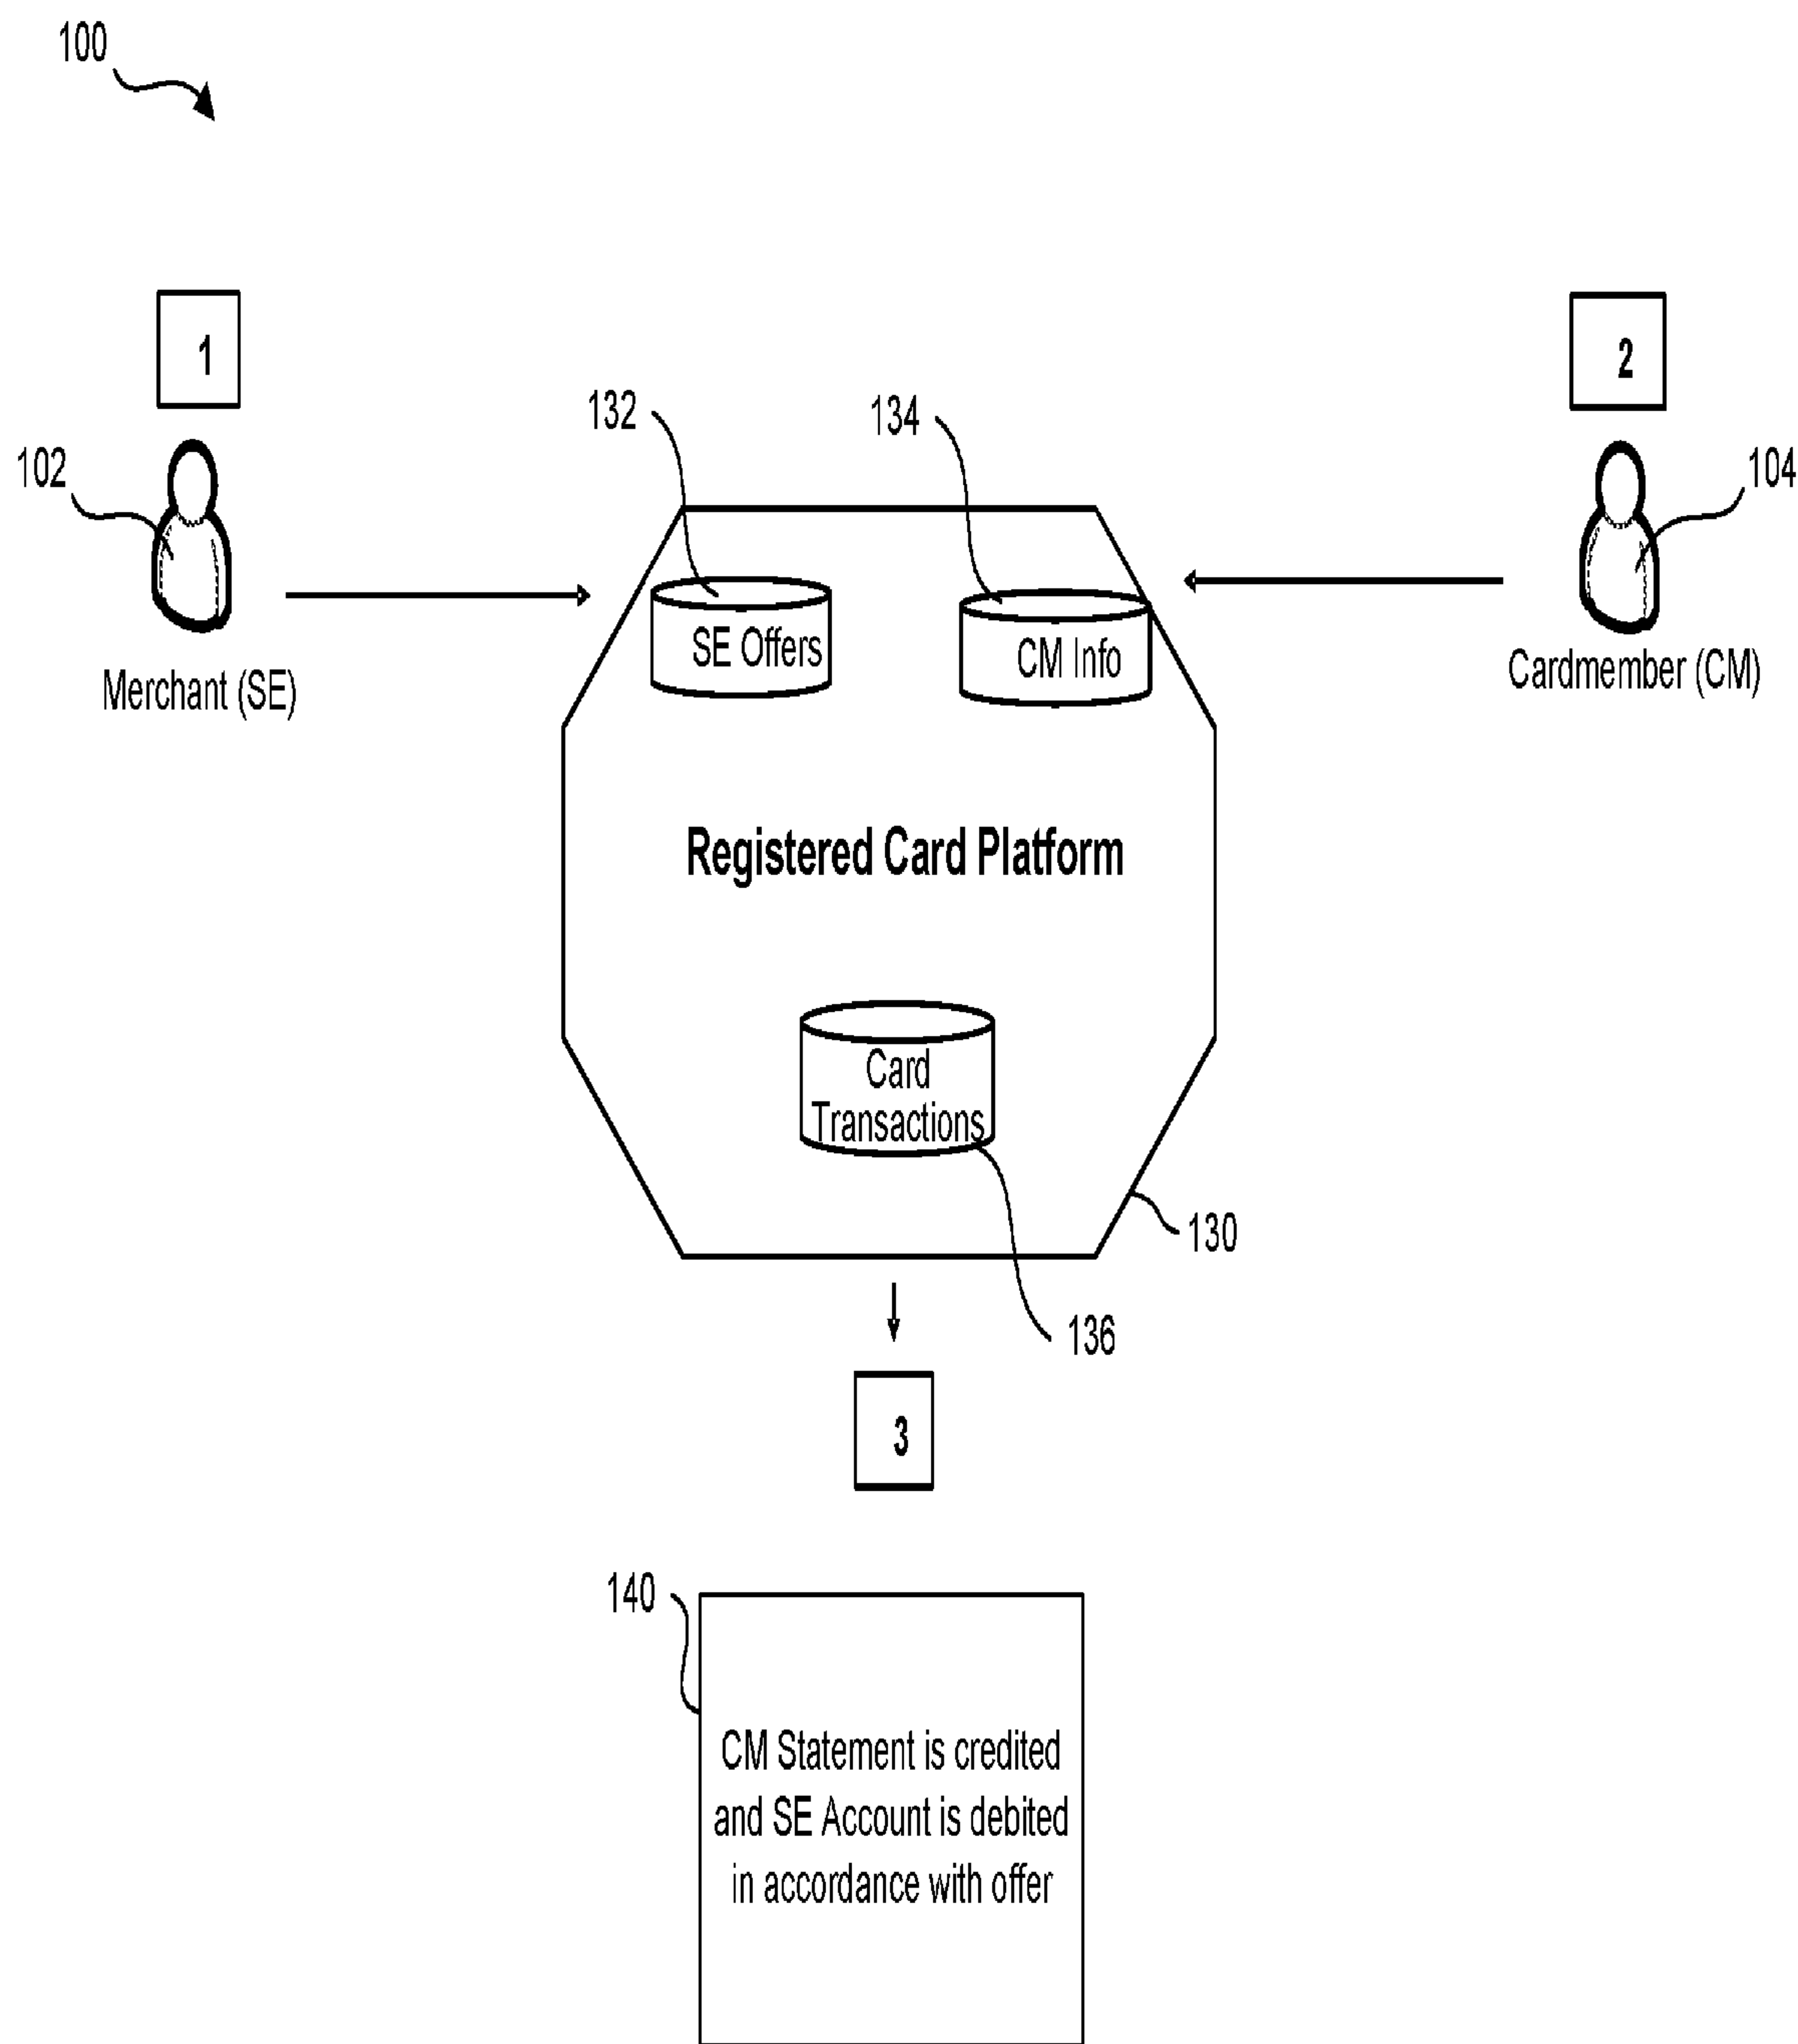 100
1
2
132
134
102
104
SE Offers
CM Info
Merchant (SE)
Cardmember (CM)
Registered Card Platform
Card
Transactions
130
136
3
140
CM Statement is credited
and SE Account is debited
in accordance with offer